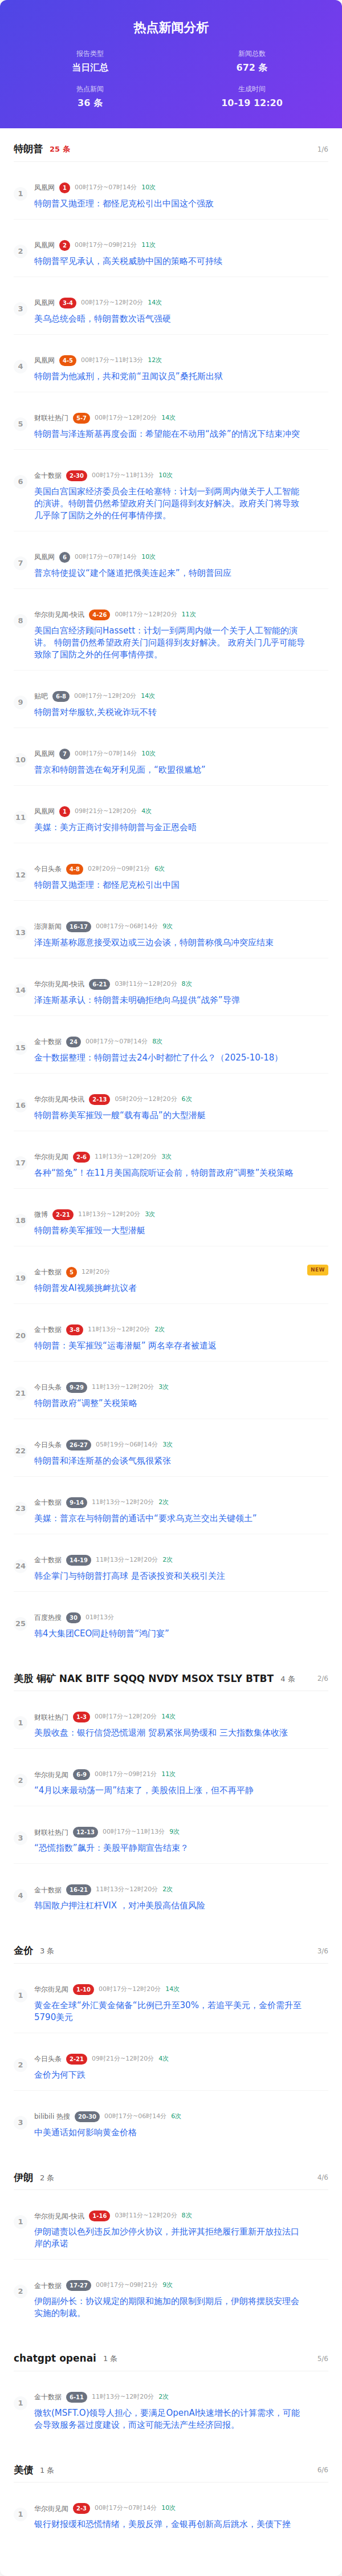 热点新闻分析
报告类型
当日汇总
新闻总数
672 条
热点新闻
36 条
生成时间
10-19 12:20
特朗普 25 条 1/6
1 凤凰网 1 00时17分~07时14分 10次
特朗普又抛歪理：都怪尼克松引出中国这个强敌
2 凤凰网 2 00时17分~09时21分 11次
特朗普罕见承认，高关税威胁中国的策略不可持续
3 凤凰网 3-4 00时17分~12时20分 14次
美乌总统会晤，特朗普数次语气强硬
4 凤凰网 4-5 00时17分~11时13分 12次
特朗普为他减刑，共和党前“丑闻议员”桑托斯出狱
5 财联社热门 5-7 00时17分~12时20分 14次
特朗普与泽连斯基再度会面：希望能在不动用“战斧”的情况下结束冲突
6 金十数据 2-30 00时17分~11时13分 10次
美国白宫国家经济委员会主任哈塞特：计划一到两周内做关于人工智能
的演讲。特朗普仍然希望政府关门问题得到友好解决。政府关门将导致
几乎除了国防之外的任何事情停摆。
7 凤凰网 6 00时17分~07时14分 10次
普京特使提议“建个隧道把俄美连起来”，特朗普回应
8 华尔街见闻-快讯 4-26 00时17分~12时20分 11次
美国白宫经济顾问Hassett：计划一到两周内做一个关于人工智能的演
讲。 特朗普仍然希望政府关门问题得到友好解决。 政府关门几乎可能导
致除了国防之外的任何事情停摆。
9 贴吧 6-8 00时17分~12时20分 14次
特朗普对华服软,关税讹诈玩不转
10 凤凰网 7 00时17分~07时14分 10次
普京和特朗普选在匈牙利见面，“欧盟很尴尬”
11 凤凰网 1 09时21分~12时20分 4次
美媒：美方正商讨安排特朗普与金正恩会晤
12 今日头条 4-8 02时20分~09时21分 6次
特朗普又抛歪理：都怪尼克松引出中国
13 澎湃新闻 16-17 00时17分~06时14分 9次
泽连斯基称愿意接受双边或三边会谈，特朗普称俄乌冲突应结束
14 华尔街见闻-快讯 6-21 03时11分~12时20分 8次
泽连斯基承认：特朗普未明确拒绝向乌提供“战斧”导弹
15 金十数据 24 00时17分~07时14分 8次
金十数据整理：特朗普过去24小时都忙了什么？（2025-10-18）
16 华尔街见闻-快讯 2-13 05时20分~12时20分 6次
特朗普称美军摧毁一艘“载有毒品”的大型潜艇
17 华尔街见闻 2-6 11时13分~12时20分 3次
各种“豁免”！在11月美国高院听证会前，特朗普政府“调整”关税策略
18 微博 2-21 11时13分~12时20分 3次
特朗普称美军摧毁一大型潜艇
19 金十数据 5 12时20分 NEW
特朗普发AI视频挑衅抗议者
20 金十数据 3-8 11时13分~12时20分 2次
特朗普：美军摧毁“运毒潜艇” 两名幸存者被遣返
21 今日头条 9-29 11时13分~12时20分 3次
特朗普政府“调整”关税策略
22 今日头条 26-27 05时19分~06时14分 3次
特朗普和泽连斯基的会谈气氛很紧张
23 金十数据 9-14 11时13分~12时20分 2次
美媒：普京在与特朗普的通话中“要求乌克兰交出关键领土”
24 金十数据 14-19 11时13分~12时20分 2次
韩企掌门与特朗普打高球 是否谈投资和关税引关注
25 百度热搜 30 01时13分
韩4大集团CEO同赴特朗普“鸿门宴”
美股 铜矿 NAK BITF SQQQ NVDY MSOX TSLY BTBT 4 条 2/6
1 财联社热门 1-3 00时17分~12时20分 14次
美股收盘：银行信贷恐慌退潮 贸易紧张局势缓和 三大指数集体收涨
2 华尔街见闻 6-9 00时17分~09时21分 11次
“4月以来最动荡一周”结束了，美股依旧上涨，但不再平静
3 财联社热门 12-13 00时17分~11时13分 9次
“恐慌指数”飙升：美股平静期宣告结束？
4 金十数据 16-21 11时13分~12时20分 2次
韩国散户押注杠杆VIX ，对冲美股高估值风险
金价 3 条 3/6
1 华尔街见闻 1-10 00时17分~12时20分 14次
黄金在全球“外汇黄金储备”比例已升至30%，若追平美元，金价需升至
5790美元
2 今日头条 2-21 09时21分~12时20分 4次
金价为何下跌
3 bilibili 热搜 20-30 00时17分~06时14分 6次
中美通话如何影响黄金价格
伊朗 2 条 4/6
1 华尔街见闻-快讯 1-16 03时11分~12时20分 8次
伊朗谴责以色列违反加沙停火协议，并批评其拒绝履行重新开放拉法口
岸的承诺
2 金十数据 17-27 00时17分~09时21分 9次
伊朗副外长：协议规定的期限和施加的限制到期后，伊朗将摆脱安理会
实施的制裁。
chatgpt openai 1 条 5/6
1 金十数据 6-11 11时13分~12时20分 2次
微软(MSFT.O)领导人担心，要满足OpenAI快速增长的计算需求，可能
会导致服务器过度建设，而这可能无法产生经济回报。
美债 1 条 6/6
1 华尔街见闻 2-3 00时17分~07时14分 10次
银行财报缓和恐慌情绪，美股反弹，金银再创新高后跳水，美债下挫